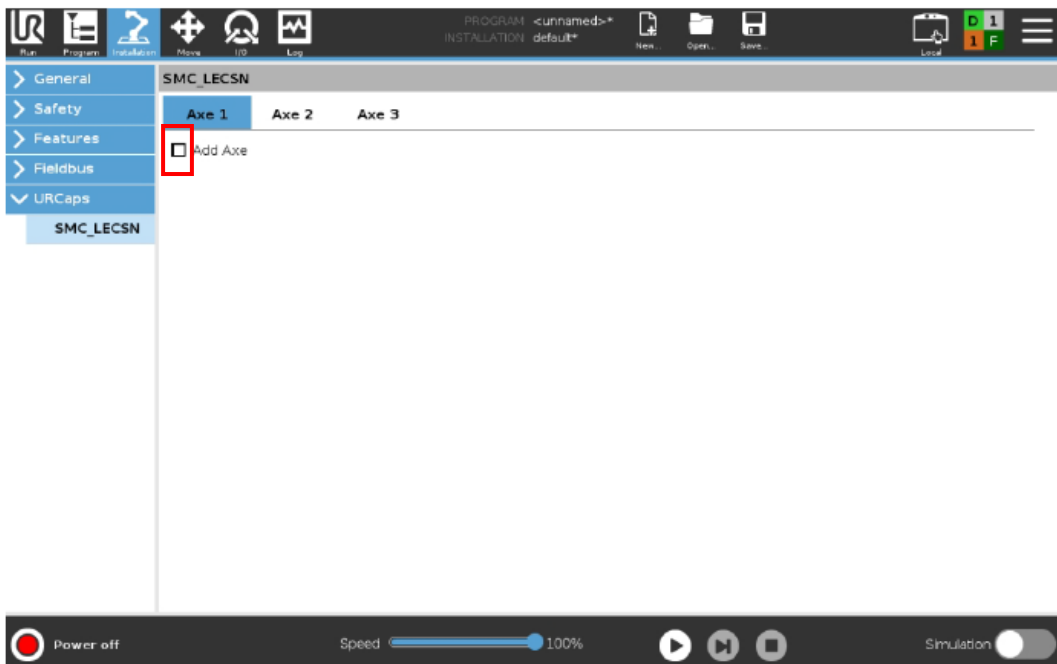 UR
PROGRAM <unnamed>*
INSTALLATION default*
Run Program Installation Move I/O Log New... Open... Save... Local
D 1
1 F
General
Safety
Features
Fieldbus
URCaps
SMC_LECSN
SMC_LECSN
Axe 1 Axe 2 Axe 3
Add Axe
Power off Speed 100% Simulation